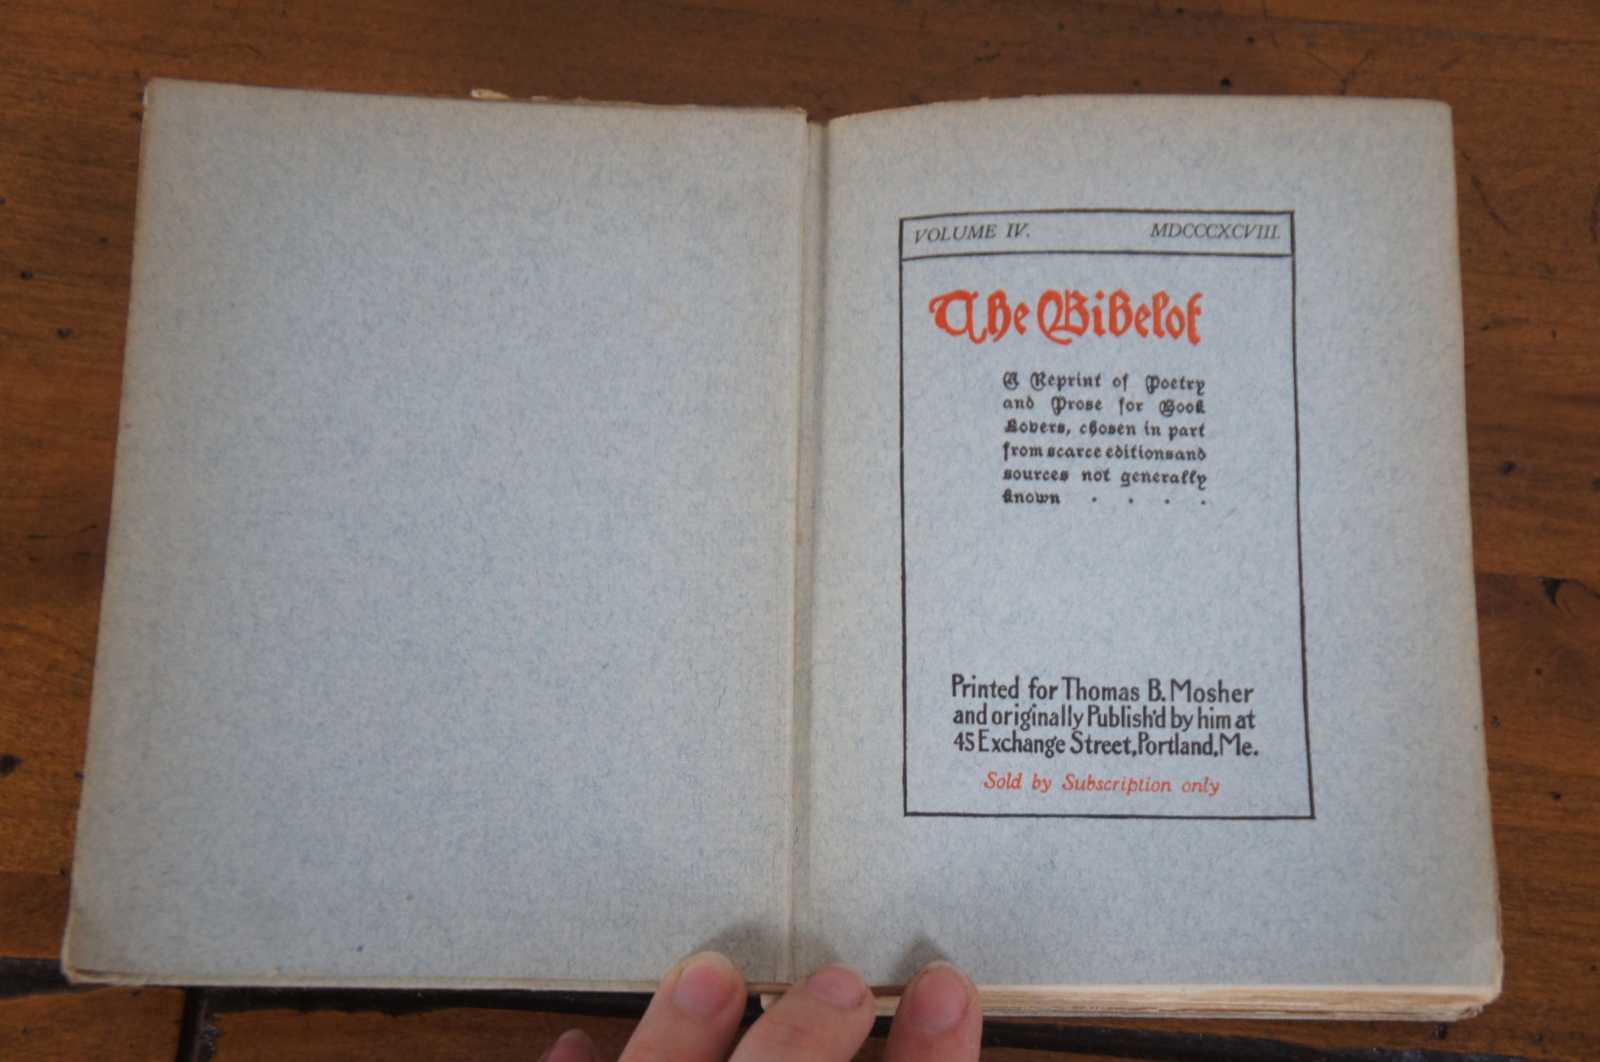 VOLUME IV. MDCCCXCVIII.
The Bibelot
A Reprint of Poetry
and Prose for Book
Lovers, chosen in part
from scarce editions and
sources not generally
known . . . .
Printed for Thomas B. Mosher
and originally Publish'd by him at
45 Exchange Street, Portland, Me.
Sold by Subscription only